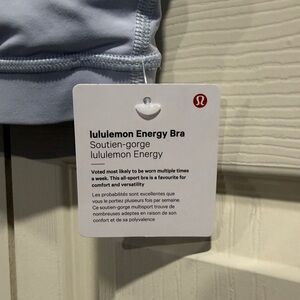 lululemon Energy Bra
Soutien-gorge
lululemon Energy
Voted most likely to be worn multiple times
a week. This all-sport bra is a favourite for
comfort and versatility
Les probabilités sont excellentes que
vous le portiez plusieurs fois par semaine.
Ce soutien-gorge multisport trouve de
nombreuses adeptes en raison de son
confort et de sa polyvalence